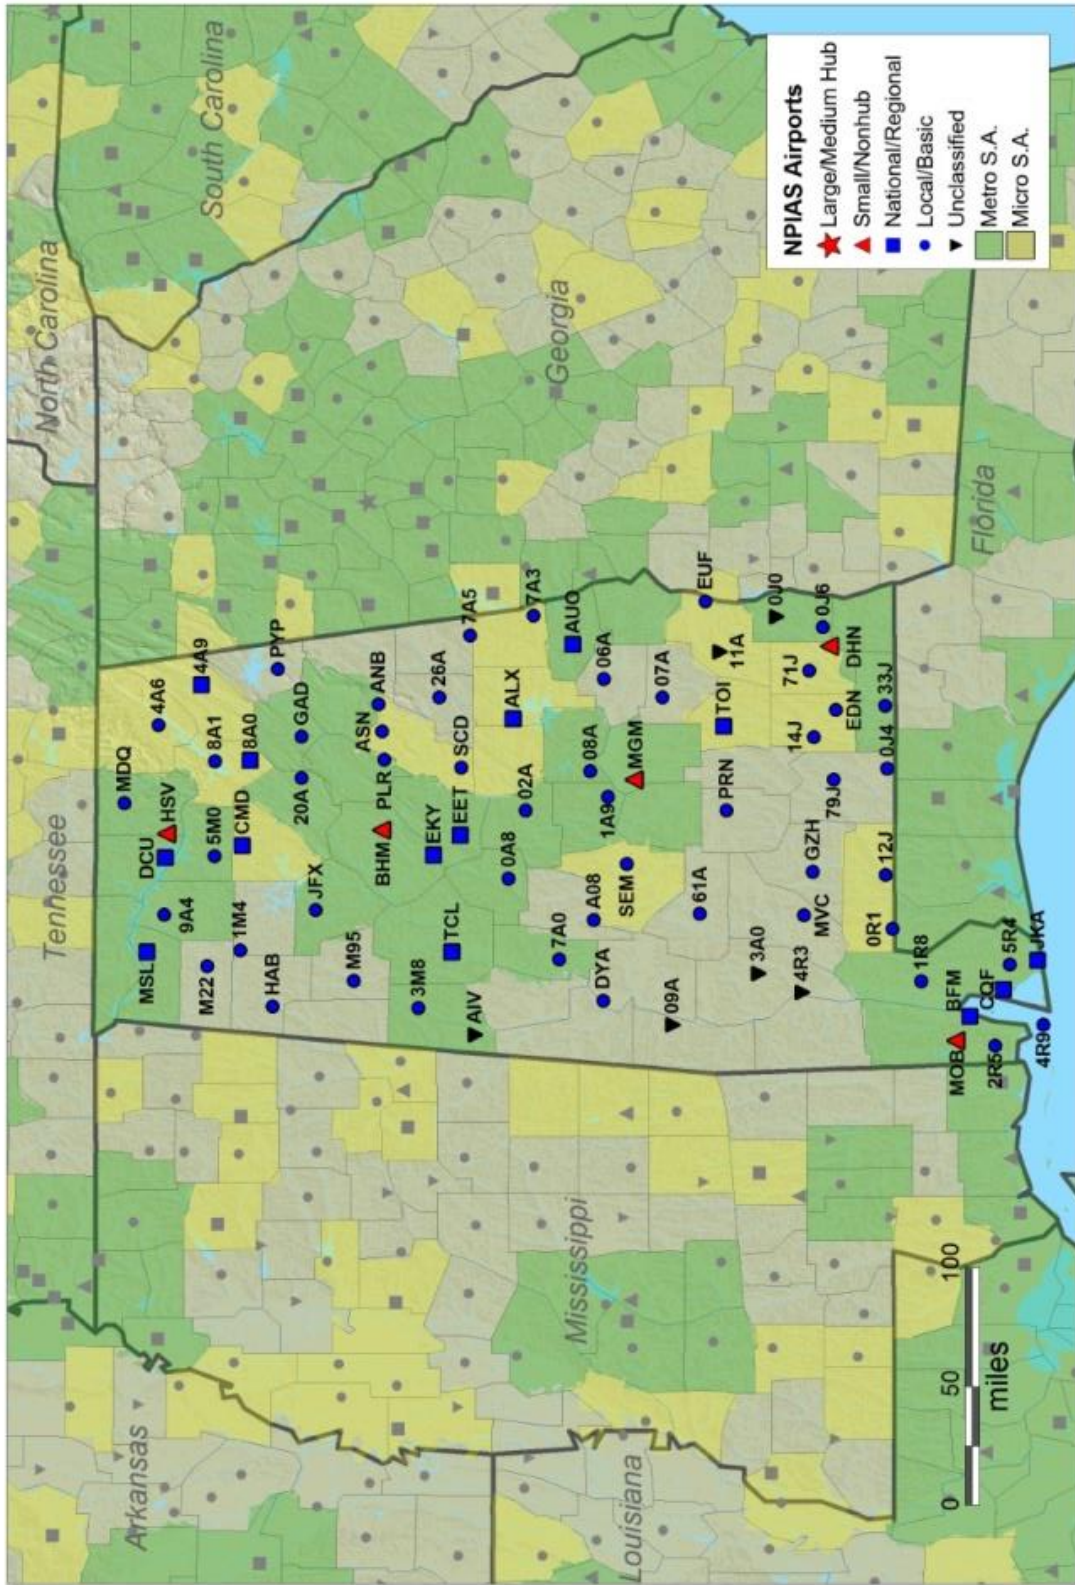 Tennessee
North Carolina
South Carolina
Arkansas
Mississippi
Louisiana
Georgia
Florida
MDQ
4A6
4A9
HSV
DCU
9A4
MSL
5M0
8A1
8A0
CMD
1M4
M22
HAB
PYP
GAD
20A
JFX
M95
ASN
ANB
PLR
BHM
26A
7A5
SCD
EET
EKY
TCL
3M8
AIV
ALX
7A3
02A
0A8
7A0
AUO
06A
08A
1A9
MGM
A08
SEM
DYA
07A
09A
61A
EUF
11A
TOI
PRN
3A0
4R3
0J0
0J6
DHN
71J
EDN
14J
79J
GZH
MVC
33J
0J4
12J
0R1
1R8
BFM
MOB
CQF
5R4
JKA
2R5
4R9
0 50 100
miles
NPIAS Airports
Large/Medium Hub
Small/Nonhub
National/Regional
Local/Basic
Unclassified
Metro S.A.
Micro S.A.